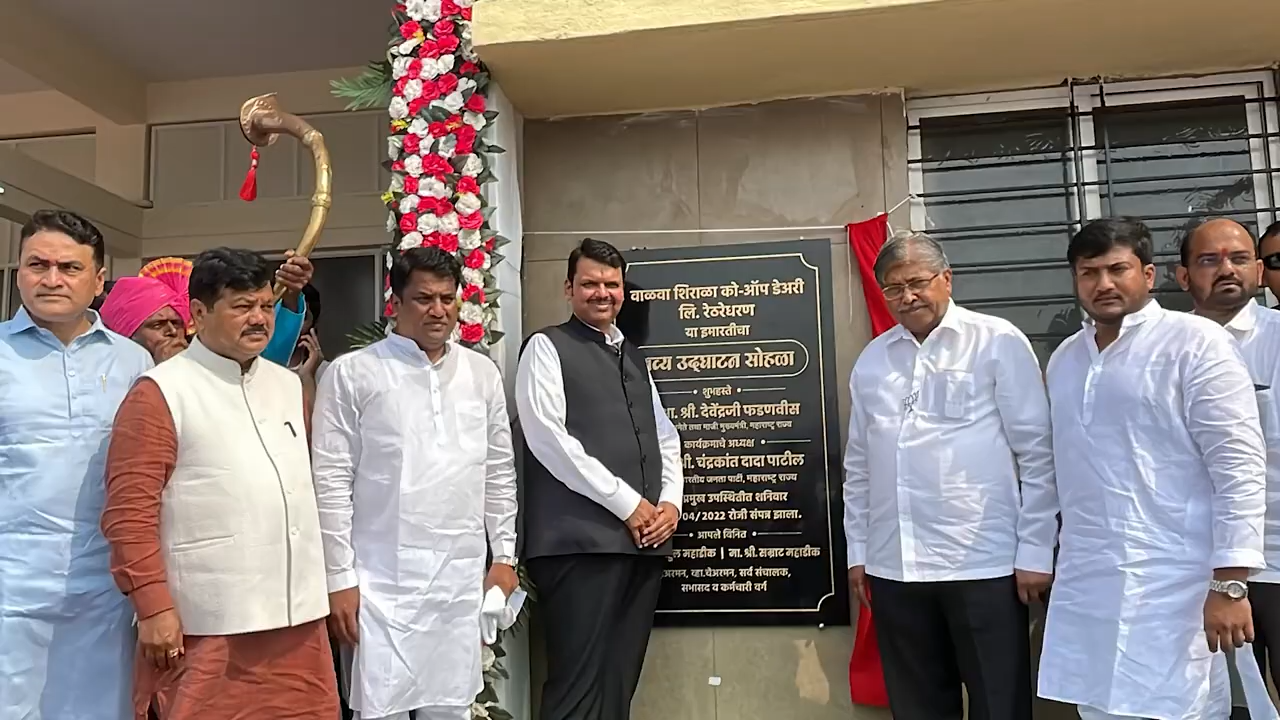 वाळवा शिराळा को-ऑप डेअरी
लि. रेठरेधरण
या इमारतीचा
उद्घाटन सोहळा
शुभहस्ते
श्री. देवेंद्रजी फडणवीस
तथा माजी मुख्यमंत्री, महाराष्ट्र राज्य
कार्यक्रमाचे अध्यक्ष
चंद्रकांत दादा पाटील
जनता पार्टी, महाराष्ट्र राज्य
उपस्थितीत शनिवार
04/2022 रोजी संपन्न झाला.
आपले विनित
महाडीक | मा. श्री. सम्राट महाडीक
व्हा.चेअरमन, सर्व संचालक,
सभासद व कर्मचारी वर्ग